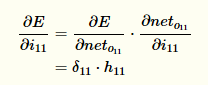 ∂E/∂i₁₁ = ∂E/∂net_{o₁₁} · ∂net_{o₁₁}/∂i₁₁
= δ₁₁ · h₁₁